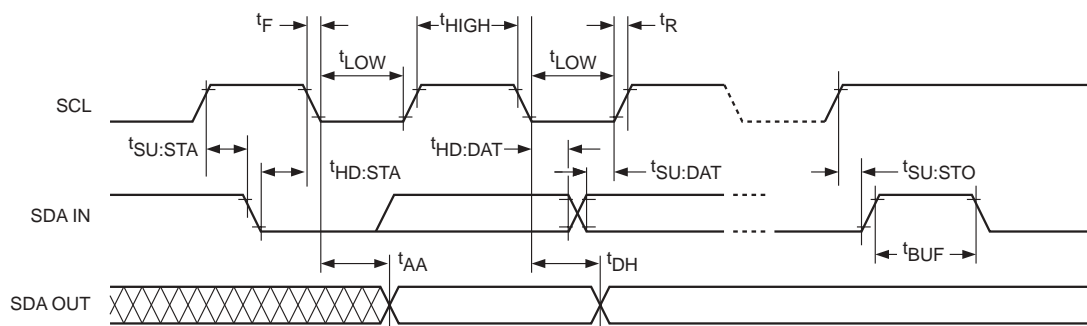 tF
tHIGH
tR
tLOW
tLOW
SCL
tSU:STA
tHD:STA
tHD:DAT
tSU:DAT
tSU:STO
SDA IN
tBUF
tAA
tDH
SDA OUT